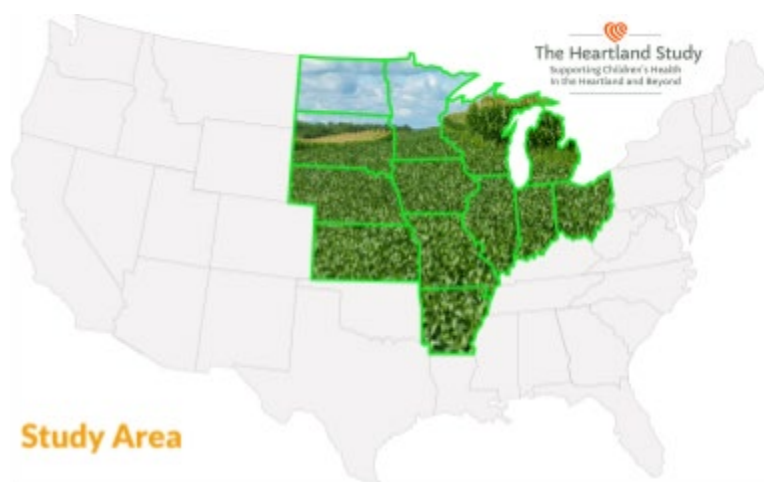 The Heartland Study
Supporting Children's Health
In the Heartland and Beyond
Study Area